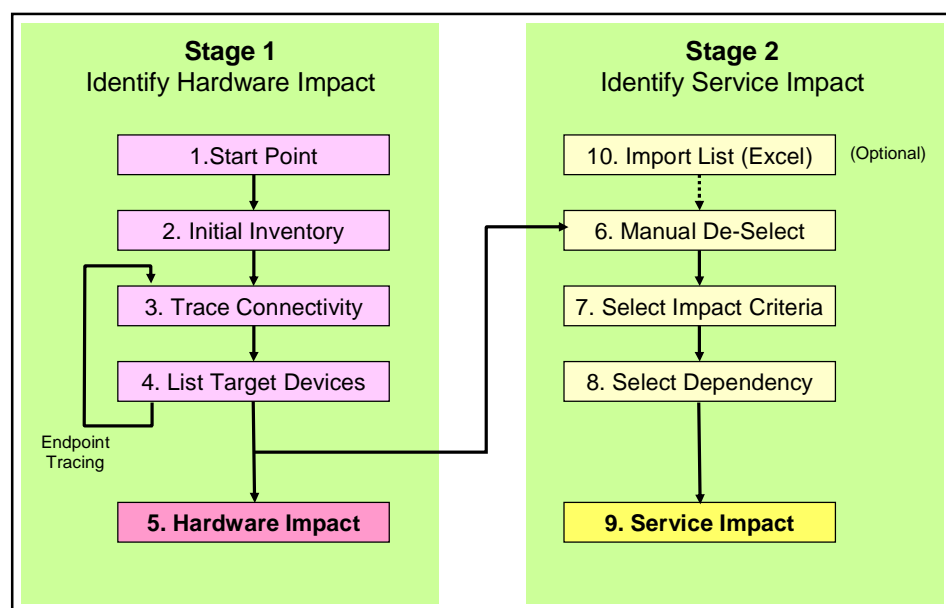 Stage 1
Identify Hardware Impact
1.Start Point
2. Initial Inventory
3. Trace Connectivity
4. List Target Devices
Endpoint
Tracing
5. Hardware Impact
Stage 2
Identify Service Impact
10. Import List (Excel)
(Optional)
6. Manual De-Select
7. Select Impact Criteria
8. Select Dependency
9. Service Impact